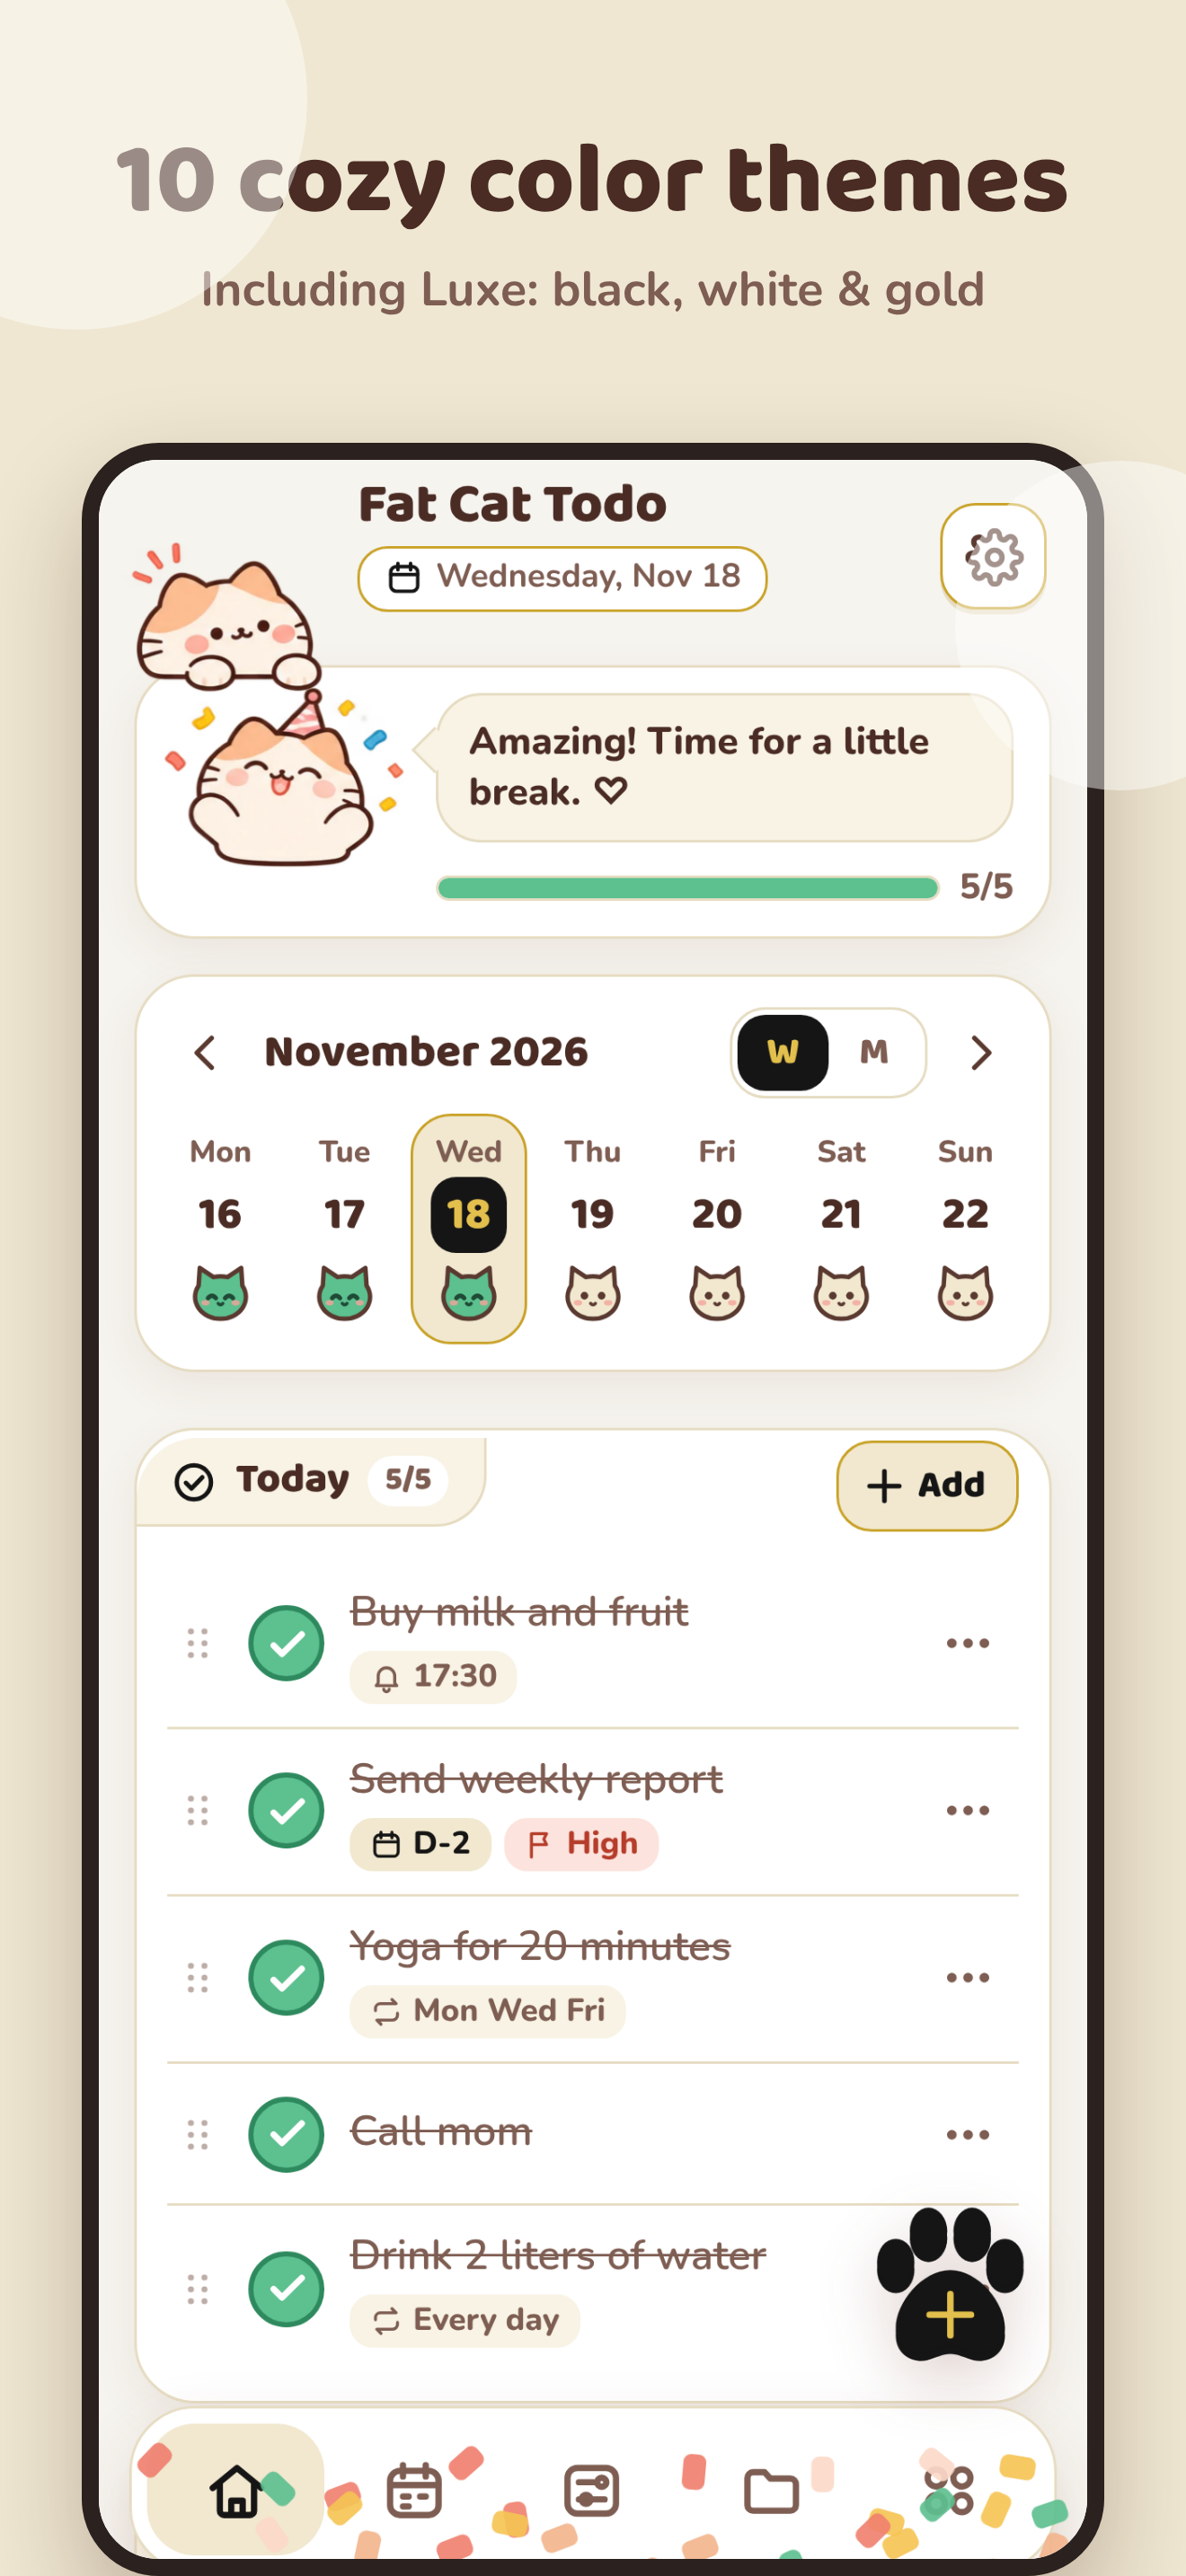 10 cozy color themes
Including Luxe: black, white & gold
Fat Cat Todo
Wednesday, Nov 18
Amazing! Time for a little
break. ♡
5/5
November 2026
W M
Mon Tue Wed Thu Fri Sat Sun
16 17 18 19 20 21 22
Today 5/5
+ Add
Buy milk and fruit
17:30
Send weekly report
D-2 High
Yoga for 20 minutes
Mon Wed Fri
Call mom
Drink 2 liters of water
Every day